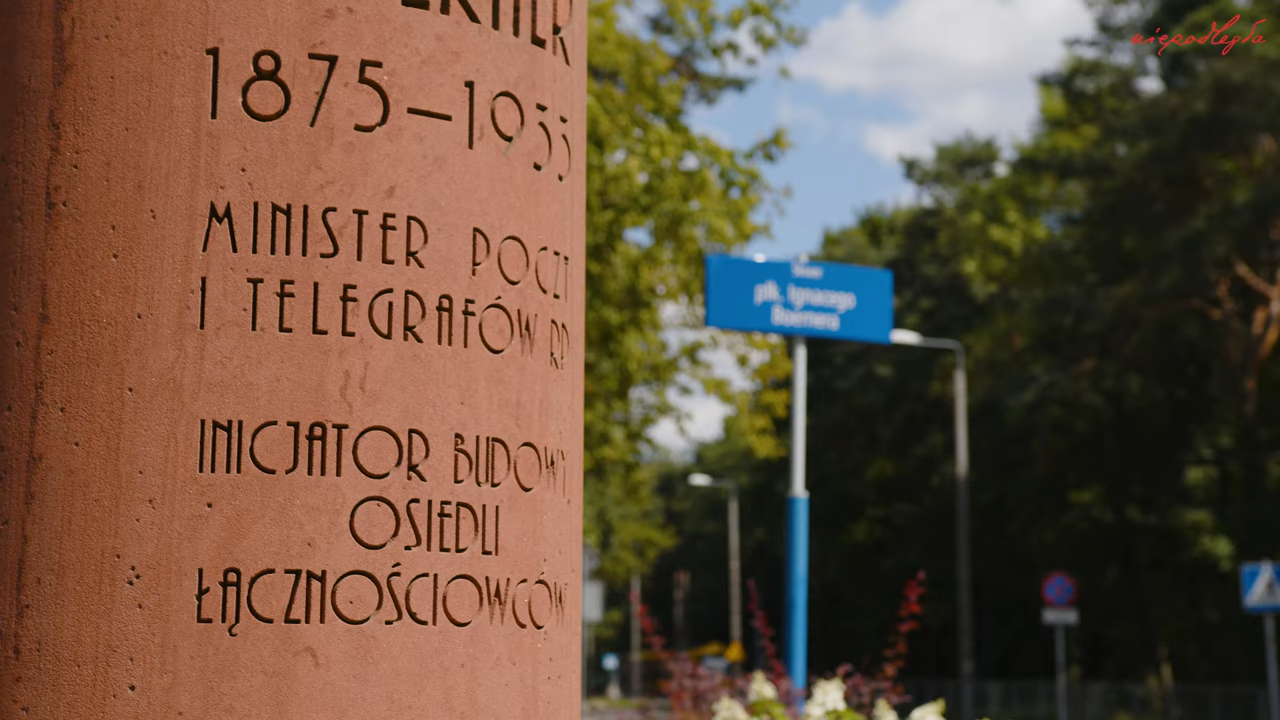 niepodległa
1875–1933
MINISTER POCZT
I TELEGRAFÓW RP
INICJATOR BUDOWY
OSIEDLI
ŁĄCZNOŚCIOWCÓW
płk. Ignacego
Boernera